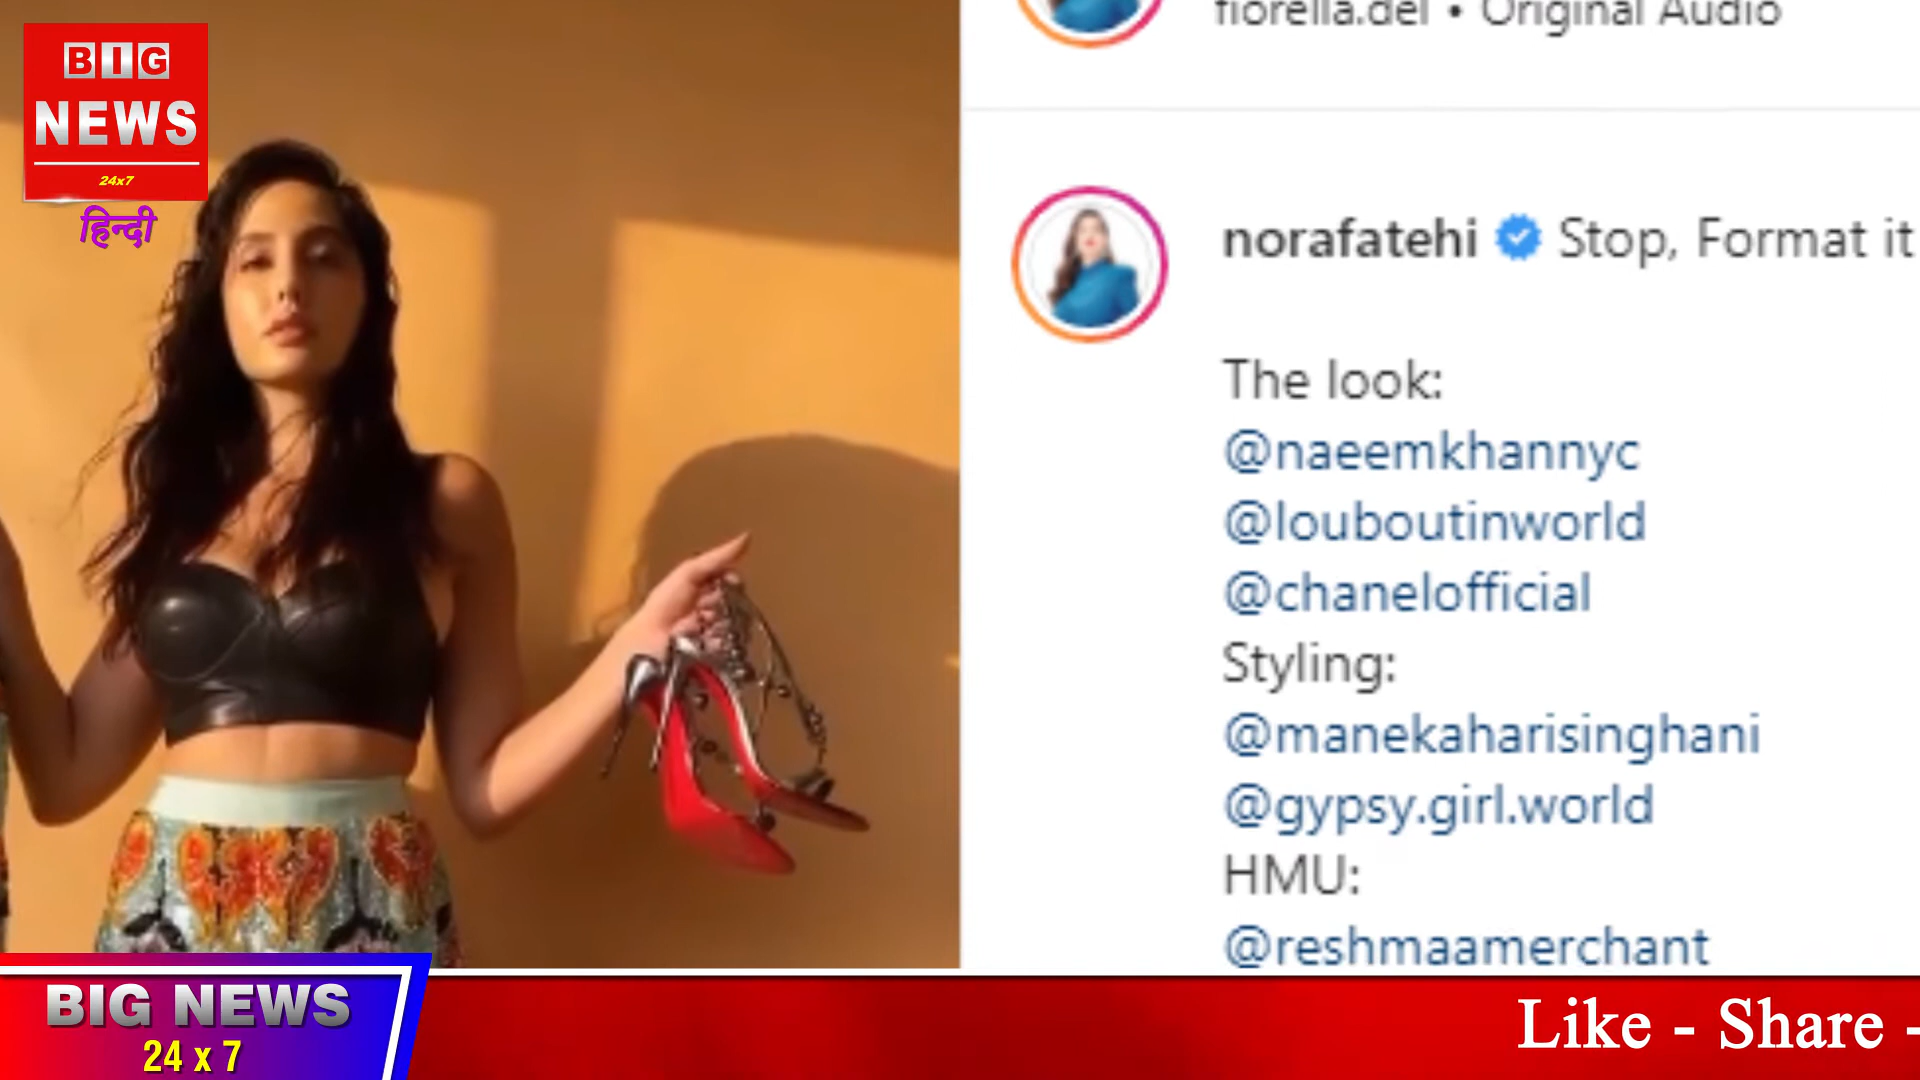 BIG
NEWS
24x7
हिन्दी
fiorella.del • Original Audio
norafatehi Stop, Format it
The look:
@naeemkhannyc
@louboutinworld
@chanelofficial
Styling:
@manekaharisinghani
@gypsy.girl.world
HMU:
@reshmaamerchant
BIG NEWS
24 x 7
Like - Share -